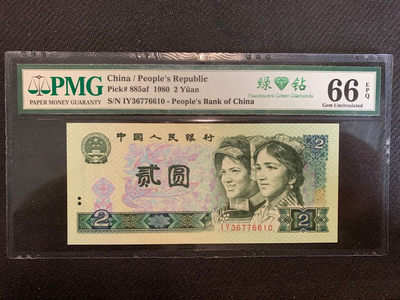 PMG
PAPER MONEY GUARANTY
China / People's Republic
Pick# 885af 1980 2 Yüan
S/N IY36776610 - People's Bank of China
绿 钻
Fluorescent Green Diamonds
66 EPQ
Gem Uncirculated
中国人民银行
贰圆
2
2
2
IY36776610